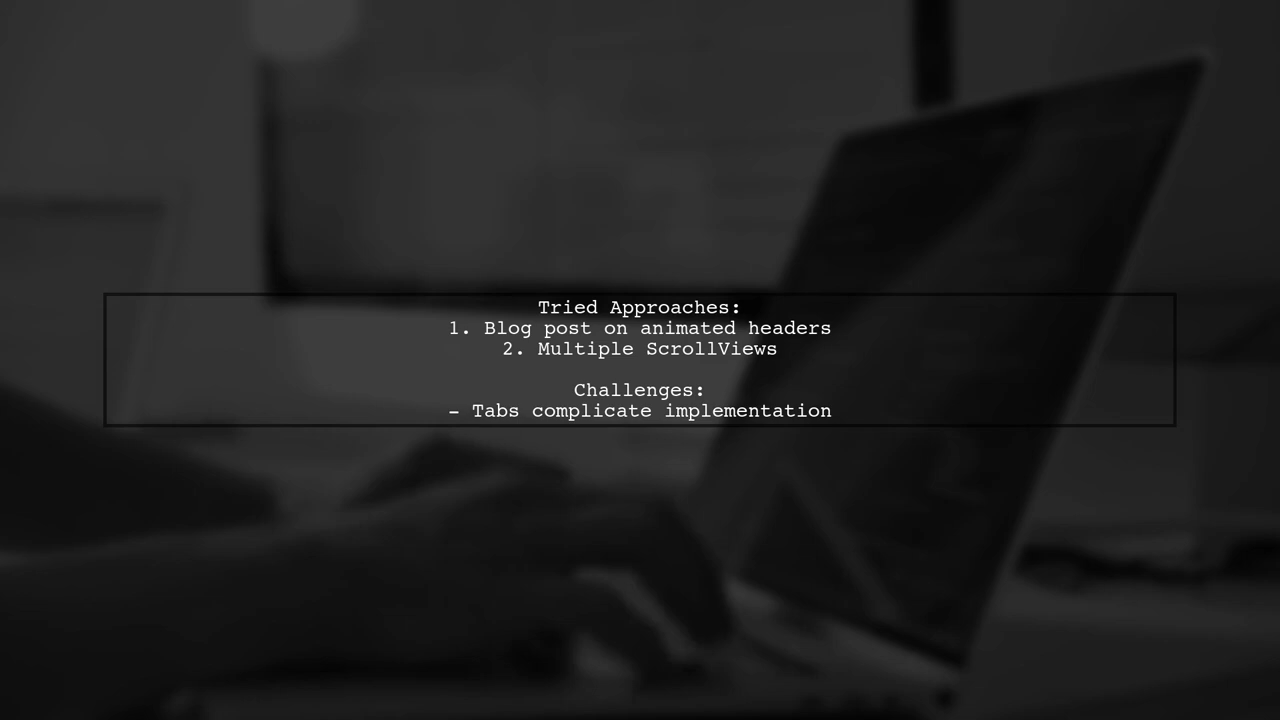 Tried Approaches:
1. Blog post on animated headers
2. Multiple ScrollViews
Challenges:
- Tabs complicate implementation